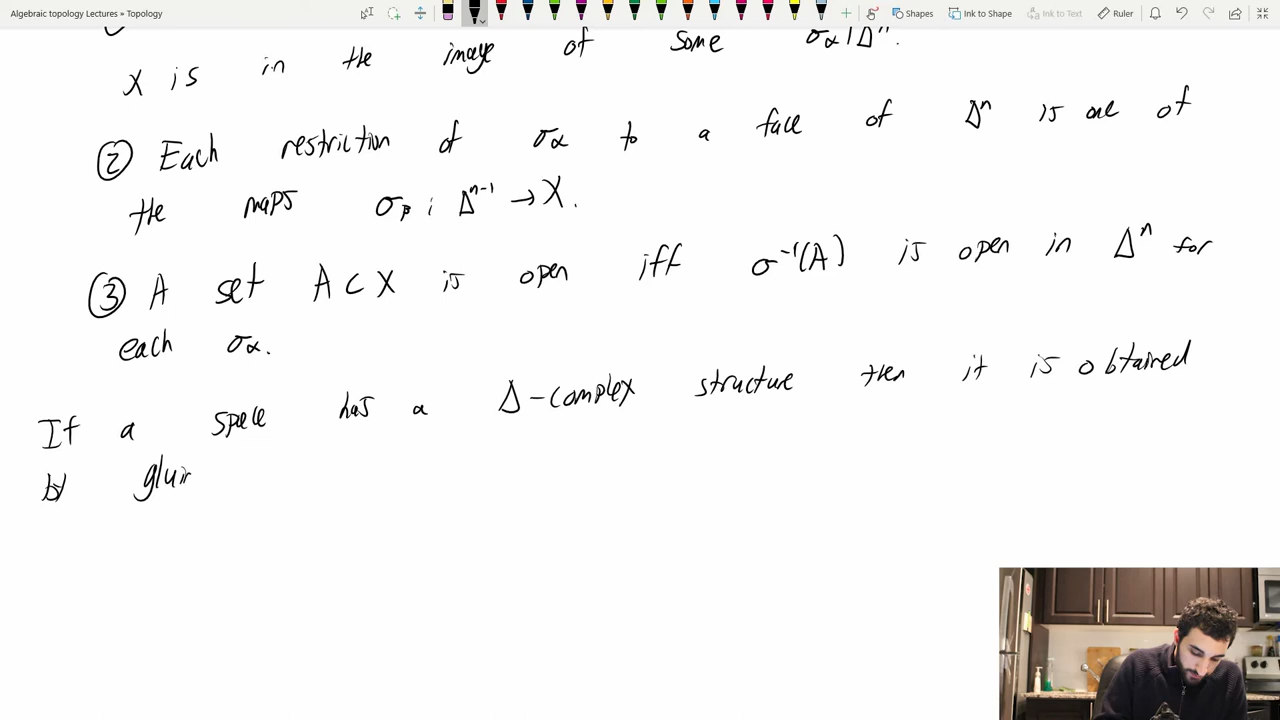 Algebraic topology Lectures » Topology
Shapes Ink to Shape Ink to Text Ruler
X is in the image of some σα|Δⁿ.
② Each restriction of σα to a face of Δⁿ is one of
the maps σβ : Δⁿ⁻¹ → X.
③ A set A ⊂ X is open iff σ⁻¹(A) is open in Δⁿ for
each σα.
If a space has a Δ-complex structure then it is obtained
by gluin